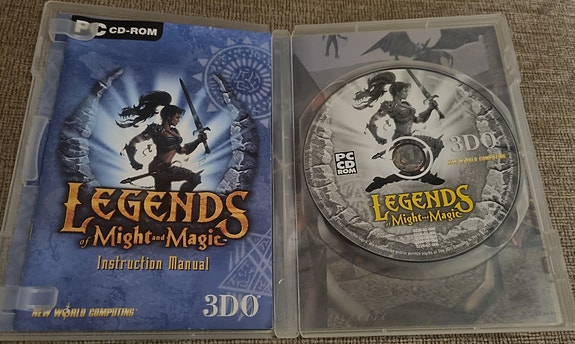 PC CD-ROM
LEGENDS
of Might and Magic
Instruction Manual
NEW WORLD COMPUTING
3DO
3DO
NEW WORLD COMPUTING
PC
CD
ROM
LEGENDS
of Might and Magic